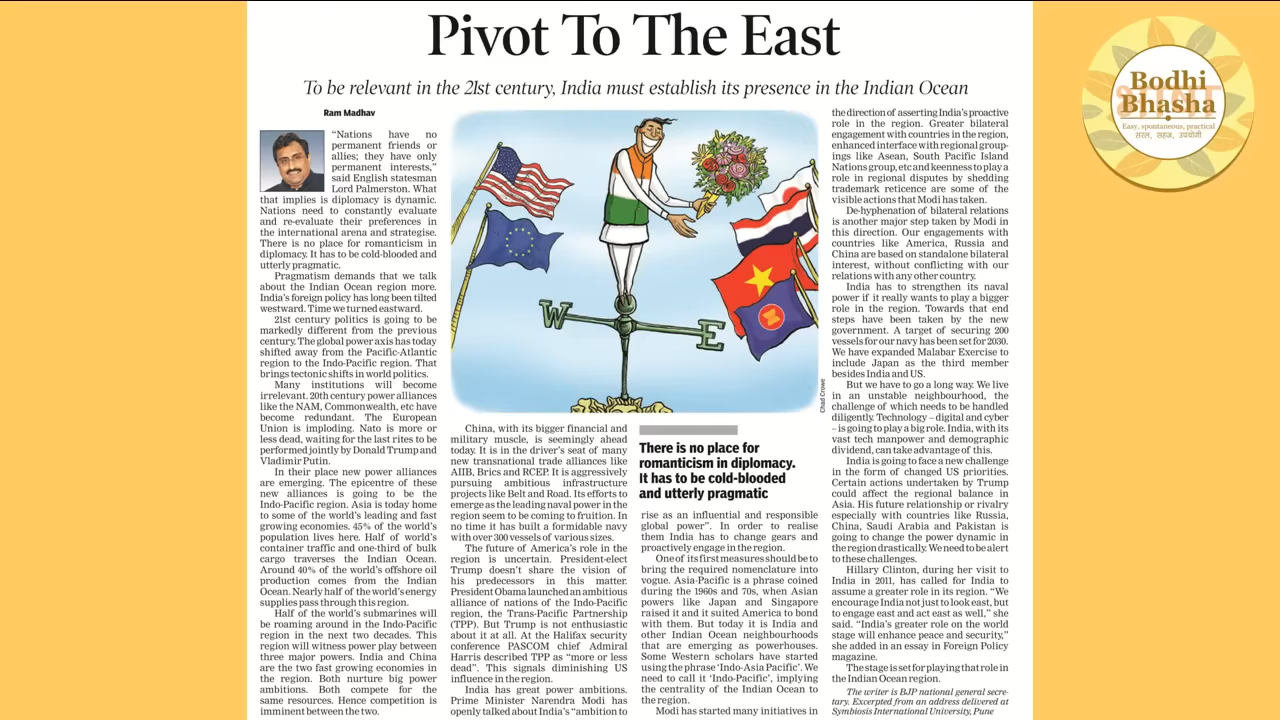 Pivot To The East
To be relevant in the 21st century, India must establish its presence in the Indian Ocean
Ram Madhav
“Nations have no
permanent friends or
allies; they have only
permanent interests,”
said English statesman
Lord Palmerston. What
that implies is diplomacy is dynamic.
Nations need to constantly evaluate
and re-evaluate their preferences in
the international arena and strategise.
There is no place for romanticism in
diplomacy. It has to be cold-blooded and
utterly pragmatic.
Pragmatism demands that we talk
about the Indian Ocean region more.
India's foreign policy has long been tilted
westward. Time we turned eastward.
21st century politics is going to be
markedly different from the previous
century. The global power axis has today
shifted away from the Pacific-Atlantic
region to the Indo-Pacific region. That
brings tectonic shifts in world politics.
Many institutions will become
irrelevant. 20th century power alliances
like the NAM, Commonwealth, etc have
become redundant. The European
Union is imploding. Nato is more or
less dead, waiting for the last rites to be
performed jointly by Donald Trump and
Vladimir Putin.
In their place new power alliances
are emerging. The epicentre of these
new alliances is going to be the
Indo-Pacific region. Asia is today home
to some of the world's leading and fast
growing economies. 45% of the world's
population lives here. Half of world's
container traffic and one-third of bulk
cargo traverses the Indian Ocean.
Around 40% of the world's offshore oil
production comes from the Indian
Ocean. Nearly half of the world's energy
supplies pass through this region.
Half of the world's submarines will
be roaming around in the Indo-Pacific
region in the next two decades. This
region will witness power play between
three major powers. India and China
are the two fast growing economies in
the region. Both nurture big power
ambitions. Both compete for the
same resources. Hence competition is
imminent between the two.
W
E
Chad Crowe
China, with its bigger financial and
military muscle, is seemingly ahead
today. It is in the driver's seat of many
new transnational trade alliances like
AIIB, Brics and RCEP. It is aggressively
pursuing ambitious infrastructure
projects like Belt and Road. Its efforts to
emerge as the leading naval power in the
region seem to be coming to fruition. In
no time it has built a formidable navy
with over 300 vessels of various sizes.
The future of America's role in the
region is uncertain. President-elect
Trump doesn't share the vision of
his predecessors in this matter.
President Obama launched an ambitious
alliance of nations of the Indo-Pacific
region, the Trans-Pacific Partnership
(TPP). But Trump is not enthusiastic
about it at all. At the Halifax security
conference PASCOM chief Admiral
Harris described TPP as “more or less
dead”. This signals diminishing US
influence in the region.
India has great power ambitions.
Prime Minister Narendra Modi has
openly talked about India's “ambition to
There is no place for
romanticism in diplomacy.
It has to be cold-blooded
and utterly pragmatic
rise as an influential and responsible
global power”. In order to realise
them India has to change gears and
proactively engage in the region.
One of its first measures should be to
bring the required nomenclature into
vogue. Asia-Pacific is a phrase coined
during the 1960s and 70s, when Asian
powers like Japan and Singapore
raised it and it suited America to bond
with them. But today it is India and
other Indian Ocean neighbourhoods
that are emerging as powerhouses.
Some Western scholars have started
using the phrase ‘Indo-Asia Pacific’. We
need to call it ‘Indo-Pacific’, implying
the centrality of the Indian Ocean to
the region.
Modi has started many initiatives in
the direction of asserting India's proactive
role in the region. Greater bilateral
engagement with countries in the region,
enhanced interface with regional group-
ings like Asean, South Pacific Island
Nations group, etc and keenness to play a
role in regional disputes by shedding
trademark reticence are some of the
visible actions that Modi has taken.
De-hyphenation of bilateral relations
is another major step taken by Modi in
this direction. Our engagements with
countries like America, Russia and
China are based on standalone bilateral
interest, without conflicting with our
relations with any other country.
India has to strengthen its naval
power if it really wants to play a bigger
role in the region. Towards that end
steps have been taken by the new
government. A target of securing 200
vessels for our navy has been set for 2030.
We have expanded Malabar Exercise to
include Japan as the third member
besides India and US.
But we have to go a long way. We live
in an unstable neighbourhood, the
challenge of which needs to be handled
diligently. Technology – digital and cyber
– is going to play a big role. India, with its
vast tech manpower and demographic
dividend, can take advantage of this.
India is going to face a new challenge
in the form of changed US priorities.
Certain actions undertaken by Trump
could affect the regional balance in
Asia. His future relationship or rivalry
especially with countries like Russia,
China, Saudi Arabia and Pakistan is
going to change the power dynamic in
the region drastically. We need to be alert
to these challenges.
Hillary Clinton, during her visit to
India in 2011, has called for India to
assume a greater role in its region. “We
encourage India not just to look east, but
to engage east and act east as well,” she
said. “India's greater role on the world
stage will enhance peace and security,”
she added in an essay in Foreign Policy
magazine.
The stage is set for playing that role in
the Indian Ocean region.
The writer is BJP national general secre-
tary. Excerpted from an address delivered at
Symbiosis International University, Pune
Bodhi
Bhasha
Easy, spontaneous, practical
सरल, सहज, उपयोगी